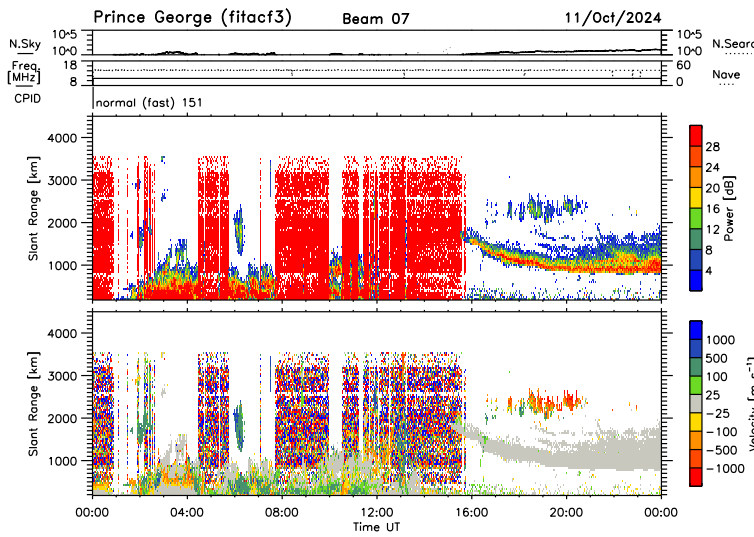 Prince George (fitacf3) Beam 07 11/Oct/2024
N.Sky 10^5 10^0 10^5 10^0 N.Searc
Freq. [MHz] 18 8 60 0 Nave
CPID normal (fast) 151
Slant Range [km] 4000 3000 2000 1000
Power [dB] 28 24 20 16 12 8 4
Slant Range [km] 4000 3000 2000 1000
Velocity [m s^-1] 1000 500 100 25 -25 -100 -500 -1000
00:00 04:00 08:00 12:00 16:00 20:00 00:00
Time UT